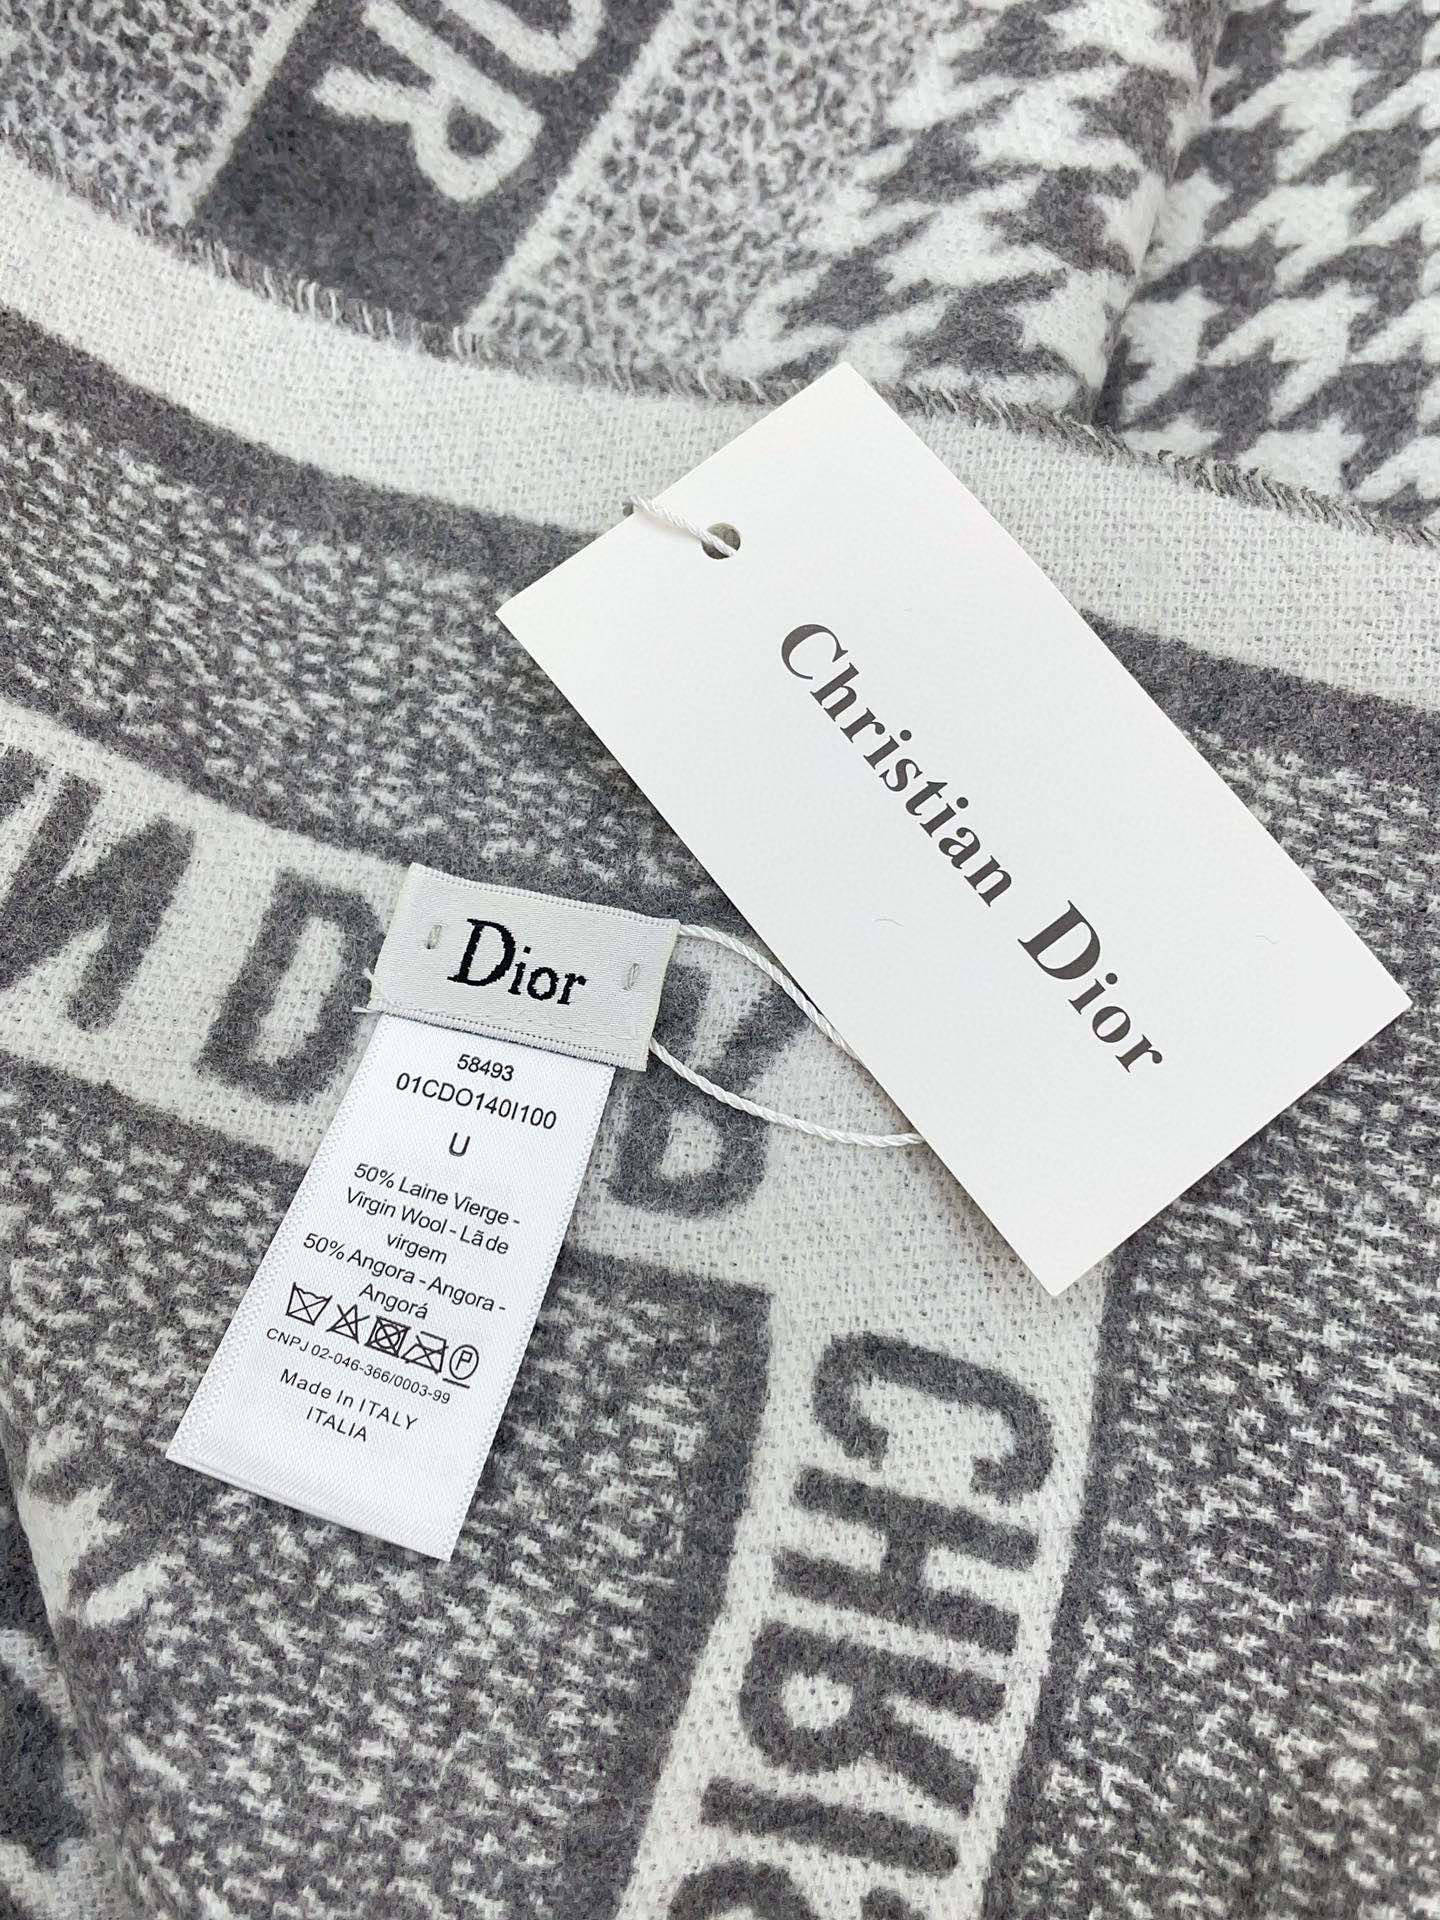 OR
Christian Dior
Dior
58493
01CDO140I100
U
50% Laine Vierge -
Virgin Wool - Lã de
virgem
50% Angora - Angora -
Angorá
P
CNPJ 02-046-366/0003-99
Made In ITALY
ITALIA
CHRI